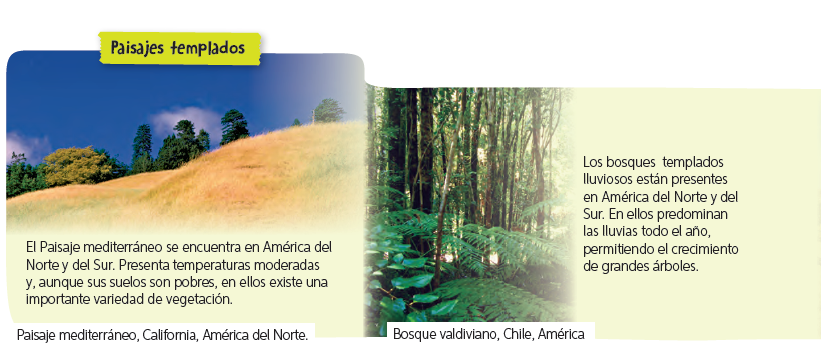 Paisajes templados
El Paisaje mediterráneo se encuentra en América del
Norte y del Sur. Presenta temperaturas moderadas
y, aunque sus suelos son pobres, en ellos existe una
importante variedad de vegetación.
Paisaje mediterráneo, California, América del Norte.
Los bosques templados
lluviosos están presentes
en América del Norte y del
Sur. En ellos predominan
las lluvias todo el año,
permitiendo el crecimiento
de grandes árboles.
Bosque valdiviano, Chile, América